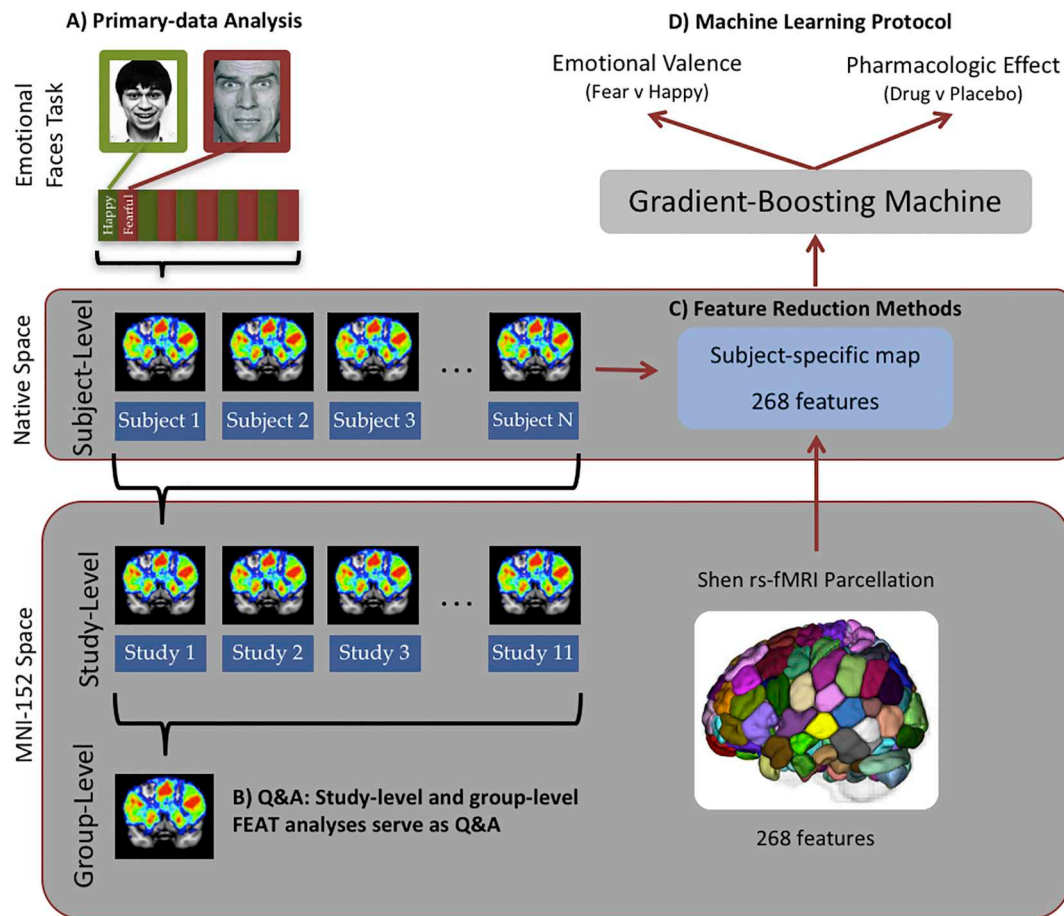 A) Primary-data Analysis
Emotional
Faces Task
Happy
Fearful
D) Machine Learning Protocol
Emotional Valence
(Fear v Happy)
Pharmacologic Effect
(Drug v Placebo)
Gradient-Boosting Machine
Native Space
Subject-Level
Subject 1
Subject 2
Subject 3
...
Subject N
C) Feature Reduction Methods
Subject-specific map
268 features
MNI-152 Space
Study-Level
Study 1
Study 2
Study 3
...
Study 11
Group-Level
B) Q&A: Study-level and group-level
FEAT analyses serve as Q&A
Shen rs-fMRI Parcellation
268 features